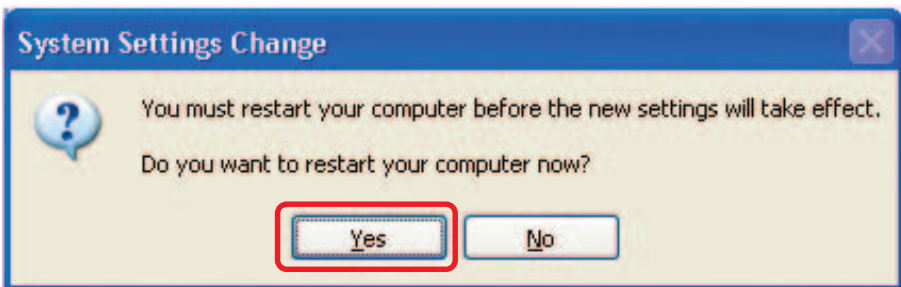 System Settings Change
You must restart your computer before the new settings will take effect.
Do you want to restart your computer now?
Yes
No